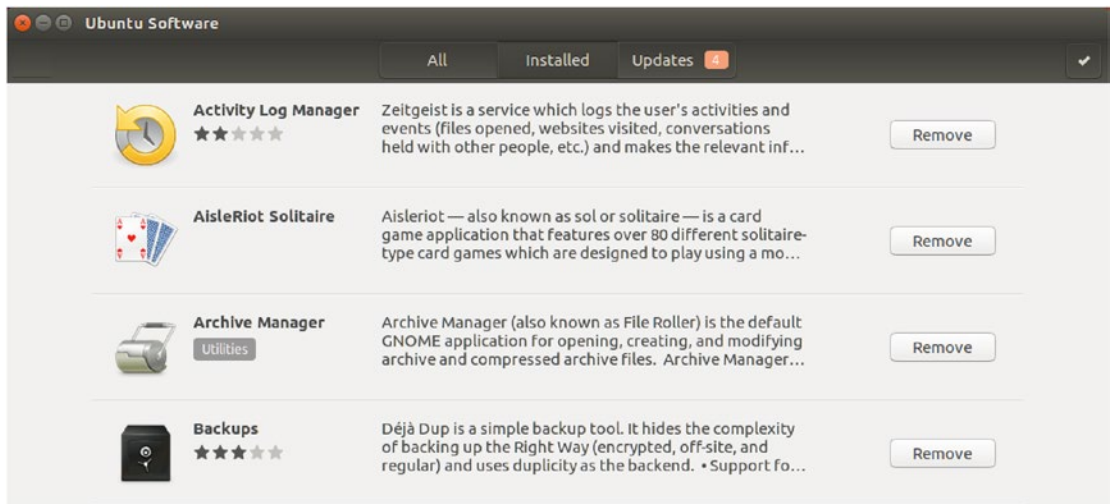 Ubuntu Software
All Installed Updates 4
Activity Log Manager
Zeitgeist is a service which logs the user's activities and
events (files opened, websites visited, conversations
held with other people, etc.) and makes the relevant inf...
Remove
AisleRiot Solitaire
Aisleriot — also known as sol or solitaire — is a card
game application that features over 80 different solitaire-
type card games which are designed to play using a mo...
Remove
Archive Manager
Utilities
Archive Manager (also known as File Roller) is the default
GNOME application for opening, creating, and modifying
archive and compressed archive files. Archive Manager...
Remove
Backups
Déjà Dup is a simple backup tool. It hides the complexity
of backing up the Right Way (encrypted, off-site, and
regular) and uses duplicity as the backend. • Support fo...
Remove